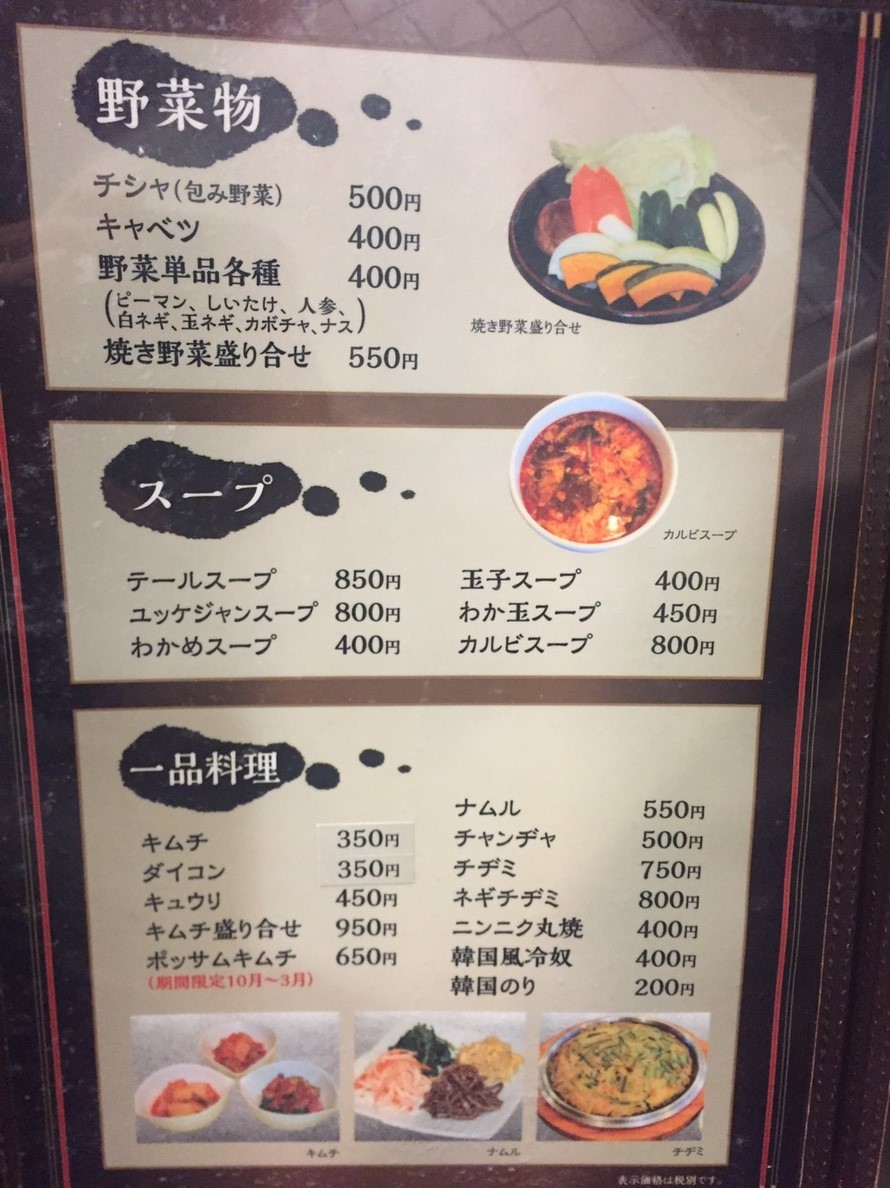 野菜物
チシャ(包み野菜) 500円
キャベツ 400円
野菜単品各種 400円
(ピーマン、しいたけ、人参、
白ネギ、玉ネギ、カボチャ、ナス)
焼き野菜盛り合せ 550円
焼き野菜盛り合せ
スープ
カルビスープ
テールスープ 850円
ユッケジャンスープ 800円
わかめスープ 400円
玉子スープ 400円
わか玉スープ 450円
カルビスープ 800円
一品料理
キムチ 350円
ダイコン 350円
キュウリ 450円
キムチ盛り合せ 950円
ポッサムキムチ 650円
(期間限定10月〜3月)
ナムル 550円
チャンヂャ 500円
チヂミ 750円
ネギチヂミ 800円
ニンニク丸焼 400円
韓国風冷奴 400円
韓国のり 200円
キムチ
ナムル
チヂミ
表示価格は税別です。